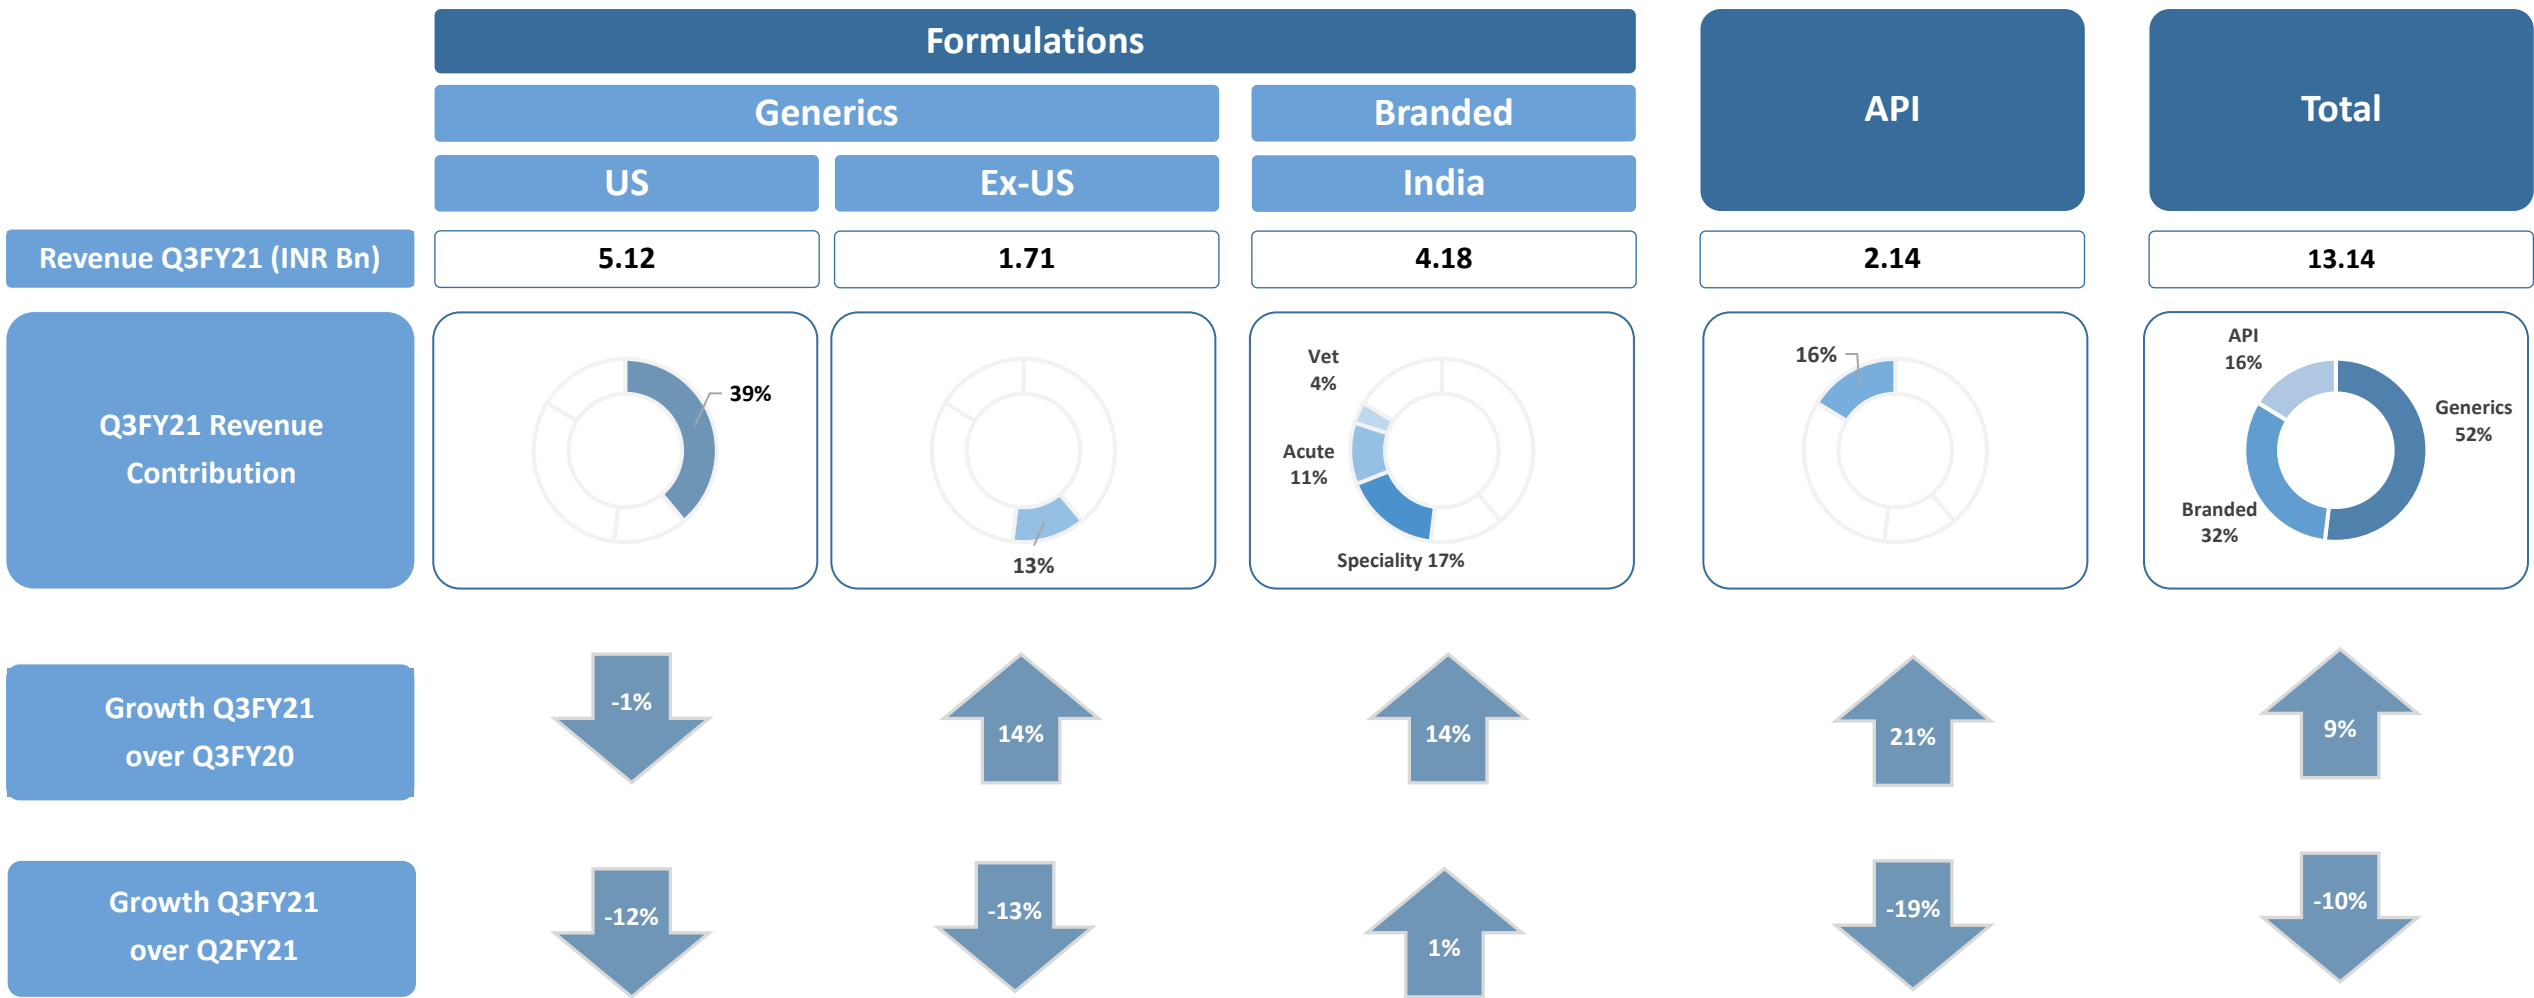 Formulations
API
Total
Generics
Branded
US
Ex-US
India
Revenue Q3FY21 (INR Bn)
5.12
1.71
4.18
2.14
13.14
Q3FY21 Revenue
Contribution
39%
13%
Vet
4%
Acute
11%
Speciality 17%
16%
API
16%
Generics
52%
Branded
32%
Growth Q3FY21
over Q3FY20
-1%
14%
14%
21%
9%
Growth Q3FY21
over Q2FY21
-12%
-13%
1%
-19%
-10%